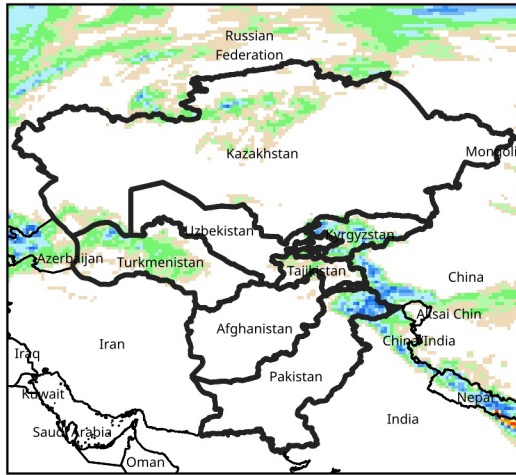 Russian
Federation
Kazakhstan
Mongoli
Uzbekistan
Kyrgyzstan
Azerbaijan
Turkmenistan
Tajikistan
China
Aksai Chin
Afghanistan
China/India
Iran
Iraq
Pakistan
Kuwait
Nepal
India
Saudi Arabia
Oman